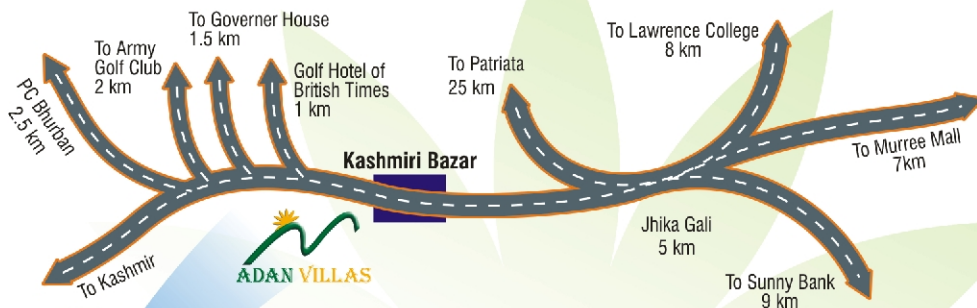 To Governer House
1.5 km
To Army
Golf Club
2 km
Golf Hotel of
British Times
1 km
PC Bhurban
2.5 km
To Kashmir
Kashmiri Bazar
ADAN VILLAS
To Patriata
25 km
To Lawrence College
8 km
To Murree Mall
7km
Jhika Gali
5 km
To Sunny Bank
9 km